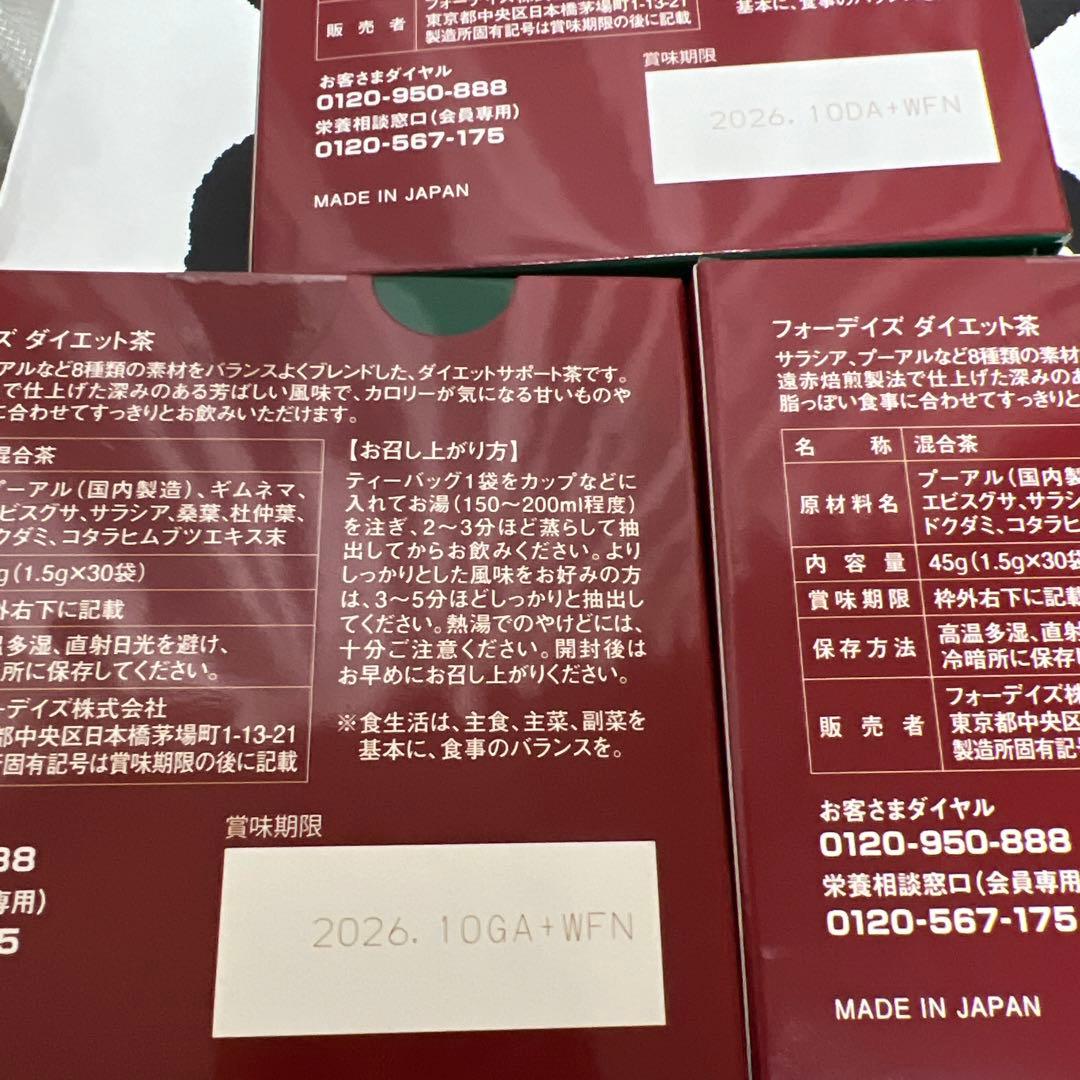 フォーデイズ株
販売者
東京都中央区日本橋茅場町1-13-21
製造所固有記号は賞味期限の後に記載
基本に、食事のバランスを。
お客さまダイヤル
0120-950-888
栄養相談窓口(会員専用)
0120-567-175
MADE IN JAPAN
賞味期限
2026.10DA+WFN
ズ ダイエット茶
アルなど8種類の素材をバランスよくブレンドした、ダイエットサポート茶です。
で仕上げた深みのある芳ばしい風味で、カロリーが気になる甘いものや
に合わせてすっきりとお飲みいただけます。
混合茶
プーアル(国内製造)、ギムネマ、
エビスグサ、サラシア、桑葉、杜仲葉、
クダミ、コタラヒムブツエキス末
g(1.5g×30袋)
外右下に記載
温多湿、直射日光を避け、
所に保存してください。
ーデイズ株式会社
都中央区日本橋茅場町1-13-21
所固有記号は賞味期限の後に記載
【お召し上がり方】
ティーバッグ1袋をカップなどに
入れてお湯(150〜200ml程度)
を注ぎ、2〜3分ほど蒸らして抽
出してからお飲みください。より
しっかりとした風味をお好みの方
は、3〜5分ほどしっかりと抽出し
てください。熱湯でのやけどには、
十分ご注意ください。開封後は
お早めにお召し上がりください。
※食生活は、主食、主菜、副菜を
基本に、食事のバランスを。
賞味期限
2026.10GA+WFN
88
専用)
5
フォーデイズ ダイエット茶
サラシア、プーアルなど8種類の素材
遠赤焙煎製法で仕上げた深みのあ
脂っぽい食事に合わせてすっきりと
名称 混合茶
原材料名 プーアル(国内製
エビスグサ、サラシ
ドクダミ、コタラヒ
内容量 45g(1.5g×30袋
賞味期限 枠外右下に記載
保存方法 高温多湿、直射
冷暗所に保存
販売者 フォーデイズ株
東京都中央区日
製造所固有記号
お客さまダイヤル
0120-950-888
栄養相談窓口(会員専用
0120-567-175
MADE IN JAPAN